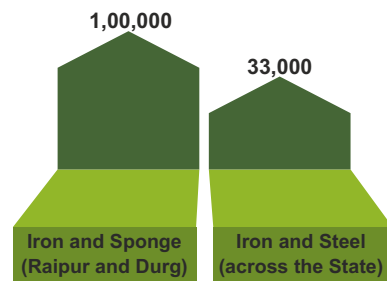 1,00,000
33,000
Iron and Sponge
(Raipur and Durg)
Iron and Steel
(across the State)